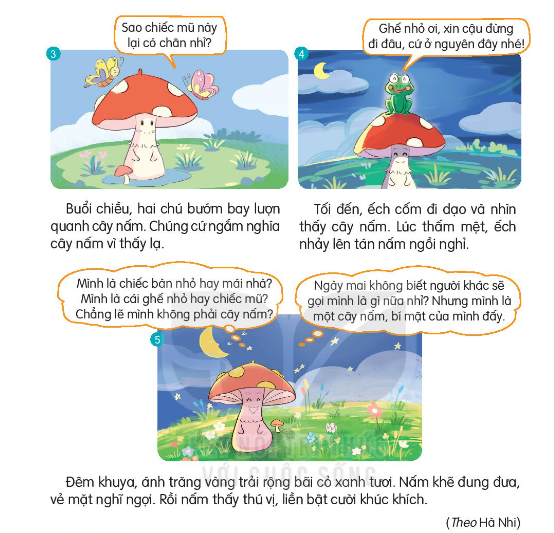 Sao chiếc mũ này
lại có chân nhỉ?
Ghế nhỏ ơi, xin cậu đừng
đi đâu, cứ ở nguyên đây nhé!
3
4
Buổi chiều, hai chú bướm bay lượn
quanh cây nấm. Chúng cứ ngắm nghía
cây nấm vì thấy lạ.
Tối đến, ếch cốm đi dạo và nhìn
thấy cây nấm. Lúc thấm mệt, ếch
nhảy lên tán nấm ngồi nghỉ.
Mình là chiếc bàn nhỏ hay mái nhà?
Mình là cái ghế nhỏ hay chiếc mũ?
Chẳng lẽ mình không phải cây nấm?
Ngày mai không biết người khác sẽ
gọi mình là gì nữa nhỉ? Nhưng mình là
một cây nấm, bí mật của mình đấy.
5
VỚI CUỘC SỐNG
Đêm khuya, ánh trăng vàng trải rộng bãi cỏ xanh tươi. Nấm khẽ đung đưa,
vẻ mặt nghĩ ngợi. Rồi nấm thấy thú vị, liền bật cười khúc khích.
(Theo Hà Nhi)